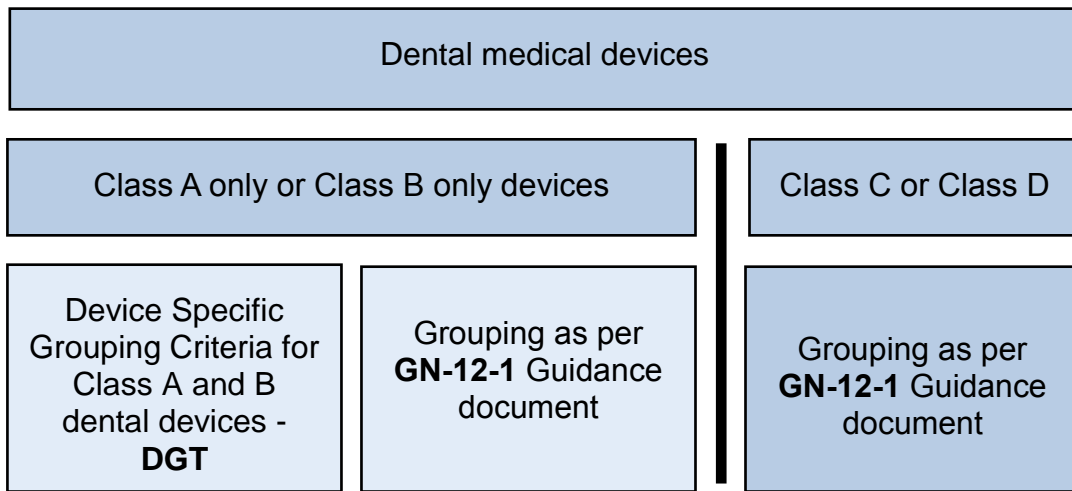 Dental medical devices
Class A only or Class B only devices
Class C or Class D
Device Specific
Grouping Criteria for
Class A and B
dental devices -
DGT
Grouping as per
GN-12-1 Guidance
document
Grouping as per
GN-12-1 Guidance
document